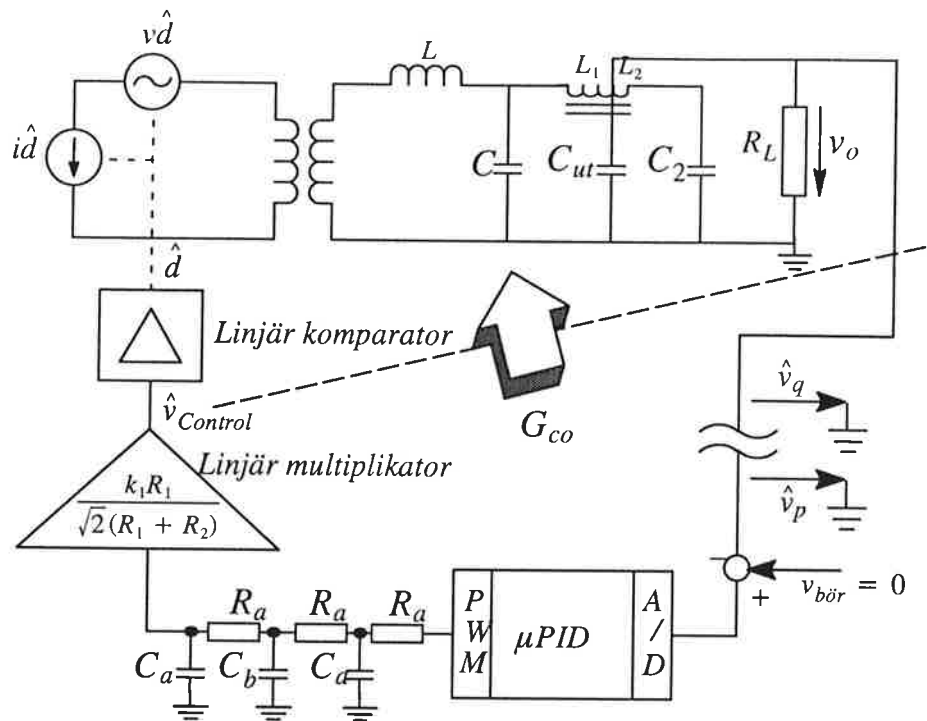 vd̂
L
L₁
L₂
id̂
C
C_ut
C₂
R_L
v_o
d̂
Linjär komparator
v̂_Control
G_co
v̂_q
Linjär multiplikator
k₁R₁
√2(R₁ + R₂)
v̂_p
−
+
v_bör = 0
R_a
R_a
R_a
PWM
μPID
A/D
C_a
C_b
C_a